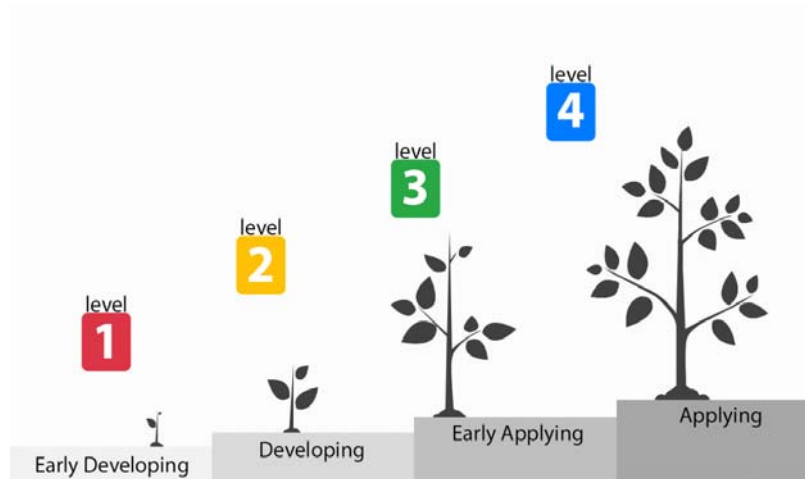 level
1
Early Developing
level
2
Developing
level
3
Early Applying
level
4
Applying